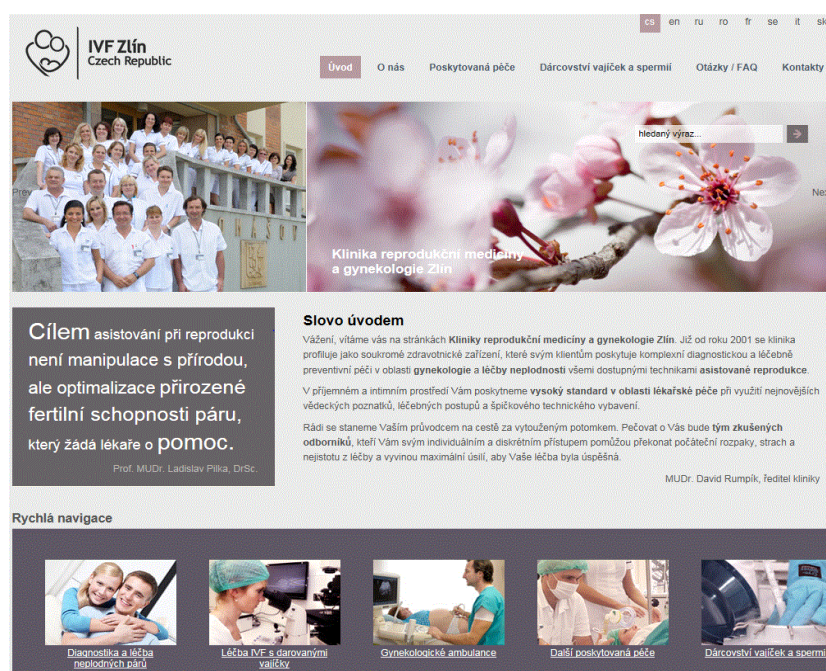 cs en ru ro fr se it sk
IVF Zlín
Czech Republic
Úvod O nás Poskytovaná péče Dárcovství vajíček a spermií Otázky / FAQ Kontakty
hledaný výraz...
Prev
Klinika reprodukční medicíny
a gynekologie Zlín
Cílem asistování při reprodukci
není manipulace s přírodou,
ale optimalizace přirozené
fertilní schopnosti páru,
který žádá lékaře o pomoc.
Prof. MUDr. Ladislav Pilka, DrSc.
Slovo úvodem
Vážení, vítáme vás na stránkách Kliniky reprodukční medicíny a gynekologie Zlín. Již od roku 2001 se klinika
profiluje jako soukromé zdravotnické zařízení, které svým klientům poskytuje komplexní diagnostickou a léčebně
preventivní péči v oblasti gynekologie a léčby neplodnosti všemi dostupnými technikami asistované reprodukce.
V příjemném a intimním prostředí Vám poskytneme vysoký standard v oblasti lékařské péče při využití nejnovějších
vědeckých poznatků, léčebných postupů a špičkového technického vybavení.
Rádi se staneme Vaším průvodcem na cestě za vytouženým potomkem. Pečovat o Vás bude tým zkušených
odborníků, kteří Vám svým individuálním a diskrétním přístupem pomůžou překonat počáteční rozpaky, strach a
nejistotu z léčby a vyvinou maximální úsilí, aby Vaše léčba byla úspěšná.
MUDr. David Rumpík, ředitel kliniky
Rychlá navigace
Diagnostika a léčba
neplodných párů
Léčba IVF s darovanými
vajíčky
Gynekologické ambulance
Další poskytovaná péče
Dárcovství vajíček a spermi